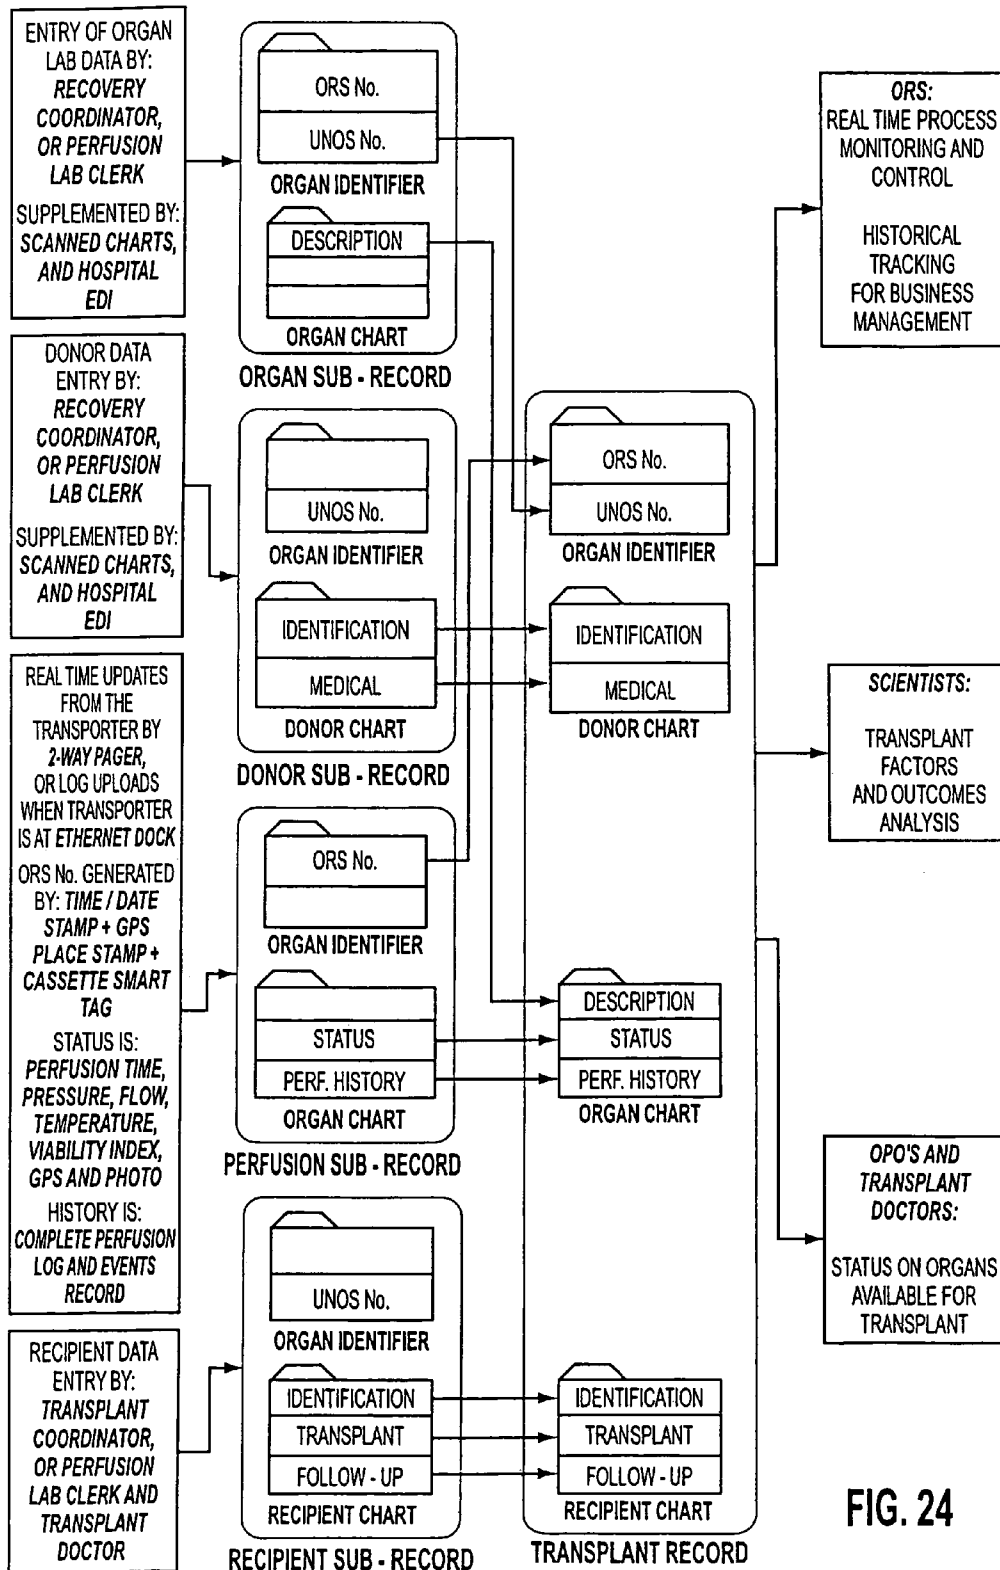 ENTRY OF ORGAN
LAB DATA BY:
RECOVERY
COORDINATOR,
OR PERFUSION
LAB CLERK
SUPPLEMENTED BY:
SCANNED CHARTS,
AND HOSPITAL
EDI
DONOR DATA
ENTRY BY:
RECOVERY
COORDINATOR,
OR PERFUSION
LAB CLERK
SUPPLEMENTED BY:
SCANNED CHARTS,
AND HOSPITAL
EDI
REAL TIME UPDATES
FROM THE
TRANSPORTER BY
2-WAY PAGER,
OR LOG UPLOADS
WHEN TRANSPORTER
IS AT ETHERNET DOCK
ORS No. GENERATED
BY: TIME / DATE
STAMP + GPS
PLACE STAMP +
CASSETTE SMART
TAG
STATUS IS:
PERFUSION TIME,
PRESSURE, FLOW,
TEMPERATURE,
VIABILITY INDEX,
GPS AND PHOTO
HISTORY IS:
COMPLETE PERFUSION
LOG AND EVENTS
RECORD
RECIPIENT DATA
ENTRY BY:
TRANSPLANT
COORDINATOR,
OR PERFUSION
LAB CLERK AND
TRANSPLANT
DOCTOR
ORS No.
UNOS No.
ORGAN IDENTIFIER
DESCRIPTION
ORGAN CHART
ORGAN SUB - RECORD
UNOS No.
ORGAN IDENTIFIER
IDENTIFICATION
MEDICAL
DONOR CHART
DONOR SUB - RECORD
ORS No.
ORGAN IDENTIFIER
STATUS
PERF. HISTORY
ORGAN CHART
PERFUSION SUB - RECORD
UNOS No.
ORGAN IDENTIFIER
IDENTIFICATION
TRANSPLANT
FOLLOW - UP
RECIPIENT CHART
RECIPIENT SUB - RECORD
ORS No.
UNOS No.
ORGAN IDENTIFIER
IDENTIFICATION
MEDICAL
DONOR CHART
DESCRIPTION
STATUS
PERF. HISTORY
ORGAN CHART
IDENTIFICATION
TRANSPLANT
FOLLOW - UP
RECIPIENT CHART
TRANSPLANT RECORD
ORS:
REAL TIME PROCESS
MONITORING AND
CONTROL
HISTORICAL
TRACKING
FOR BUSINESS
MANAGEMENT
SCIENTISTS:
TRANSPLANT
FACTORS
AND OUTCOMES
ANALYSIS
OPO'S AND
TRANSPLANT
DOCTORS:
STATUS ON ORGANS
AVAILABLE FOR
TRANSPLANT
FIG. 24